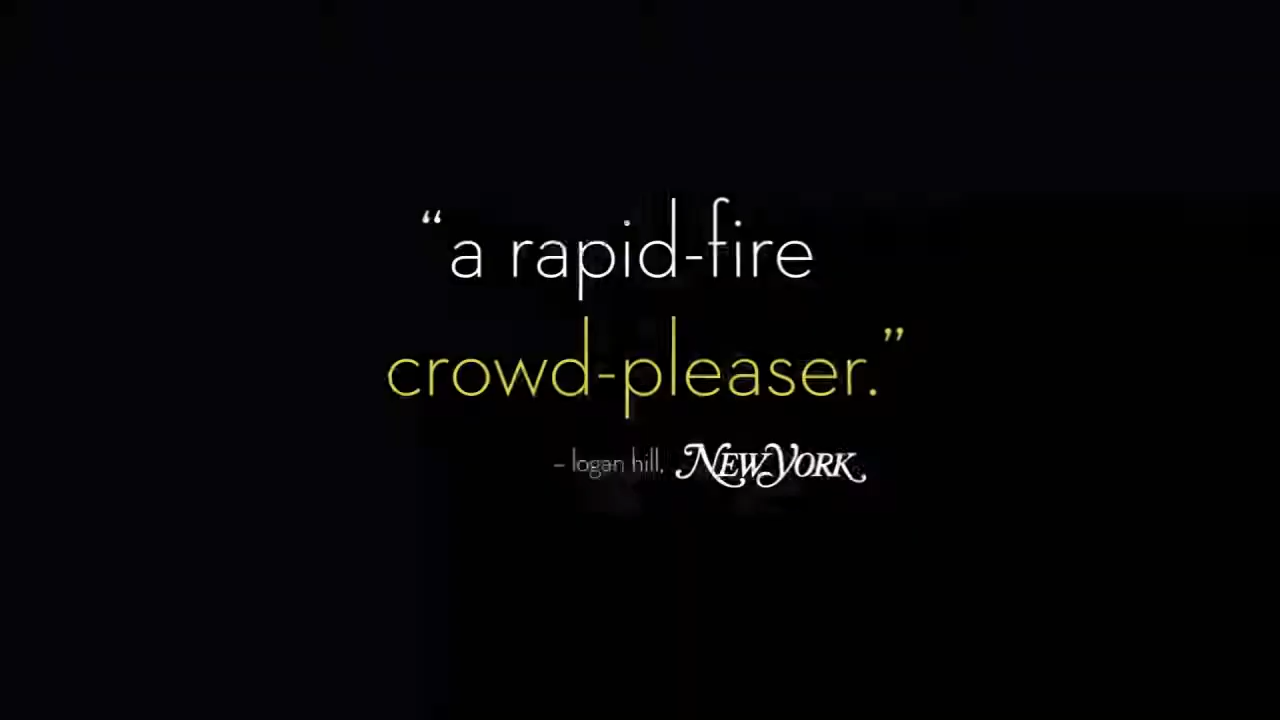 “a rapid-fire
crowd-pleaser.”
– logan hill, NEW YORK